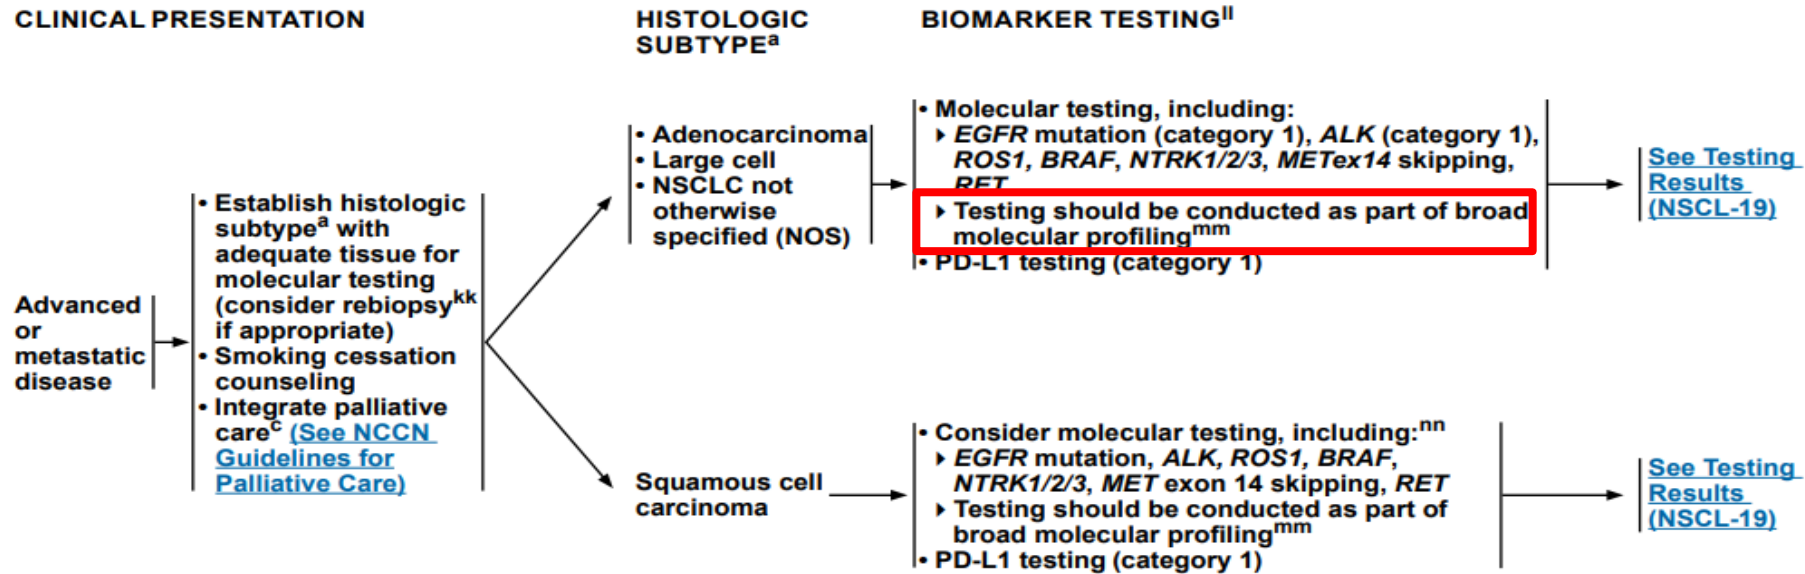 CLINICAL PRESENTATION
HISTOLOGIC
SUBTYPEᵃ
BIOMARKER TESTINGˡˡ
Advanced
or
metastatic
disease
• Establish histologic
subtypeᵃ with
adequate tissue for
molecular testing
(consider rebiopsyᵏᵏ
if appropriate)
• Smoking cessation
counseling
• Integrate palliative
careᶜ (See NCCN
Guidelines for
Palliative Care)
• Adenocarcinoma
• Large cell
• NSCLC not
otherwise
specified (NOS)
• Molecular testing, including:
▸ EGFR mutation (category 1), ALK (category 1),
ROS1, BRAF, NTRK1/2/3, METex14 skipping,
RET
▸ Testing should be conducted as part of broad
molecular profilingᵐᵐ
• PD-L1 testing (category 1)
See Testing
Results
(NSCL-19)
Squamous cell
carcinoma
• Consider molecular testing, including:ⁿⁿ
▸ EGFR mutation, ALK, ROS1, BRAF,
NTRK1/2/3, MET exon 14 skipping, RET
▸ Testing should be conducted as part of
broad molecular profilingᵐᵐ
• PD-L1 testing (category 1)
See Testing
Results
(NSCL-19)